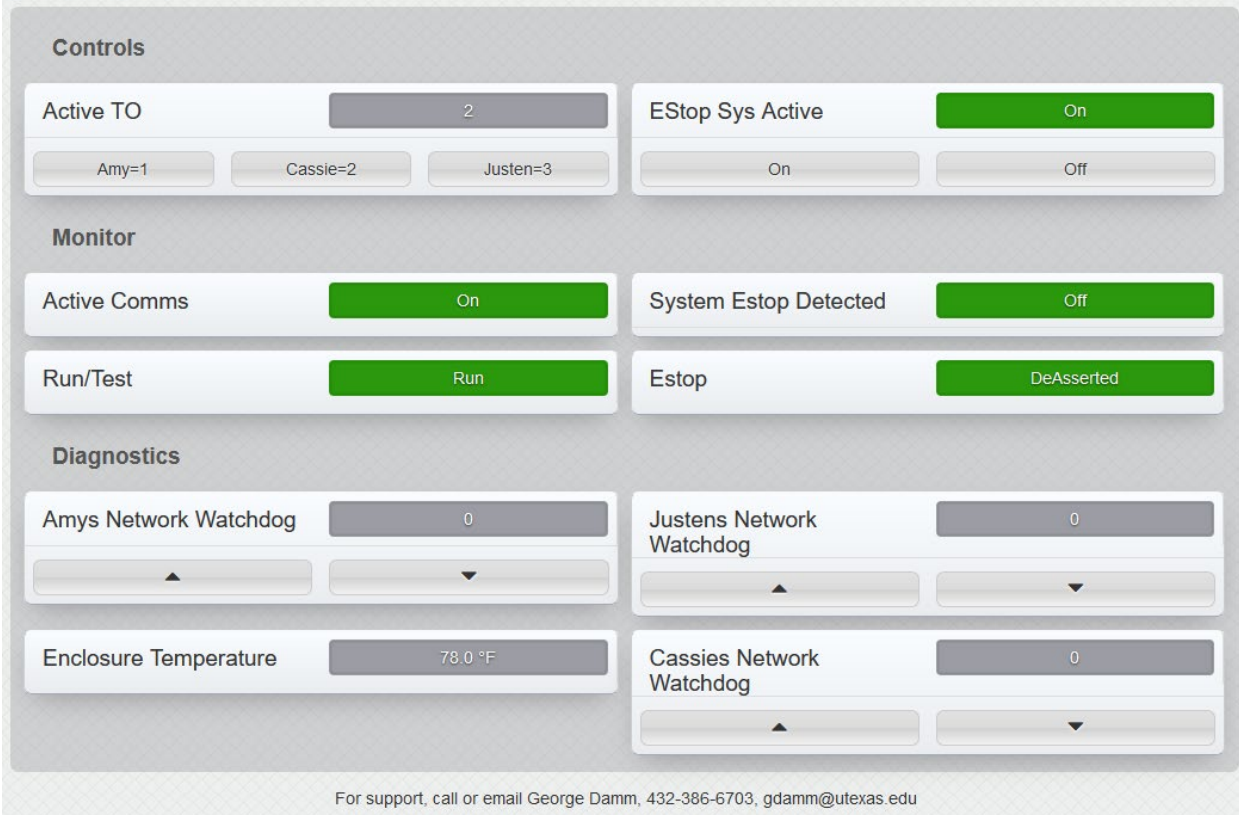 Controls
Active TO 2
Amy=1 Cassie=2 Justen=3
EStop Sys Active On
On Off
Monitor
Active Comms On
System Estop Detected Off
Run/Test Run
Estop DeAsserted
Diagnostics
Amys Network Watchdog 0
Justens Network 0
Watchdog
Enclosure Temperature 78.0 °F
Cassies Network 0
Watchdog
For support, call or email George Damm, 432-386-6703, gdamm@utexas.edu